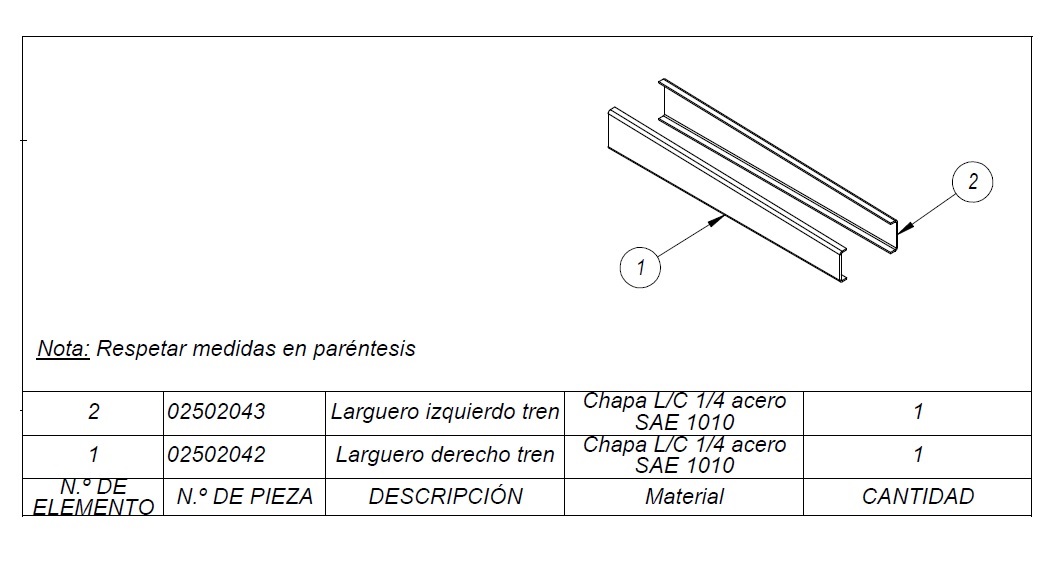 2
1
Nota: Respetar medidas en paréntesis
2 02502043 Larguero izquierdo tren Chapa L/C 1/4 acero SAE 1010 1
1 02502042 Larguero derecho tren Chapa L/C 1/4 acero SAE 1010 1
N.º DE ELEMENTO N.º DE PIEZA DESCRIPCIÓN Material CANTIDAD